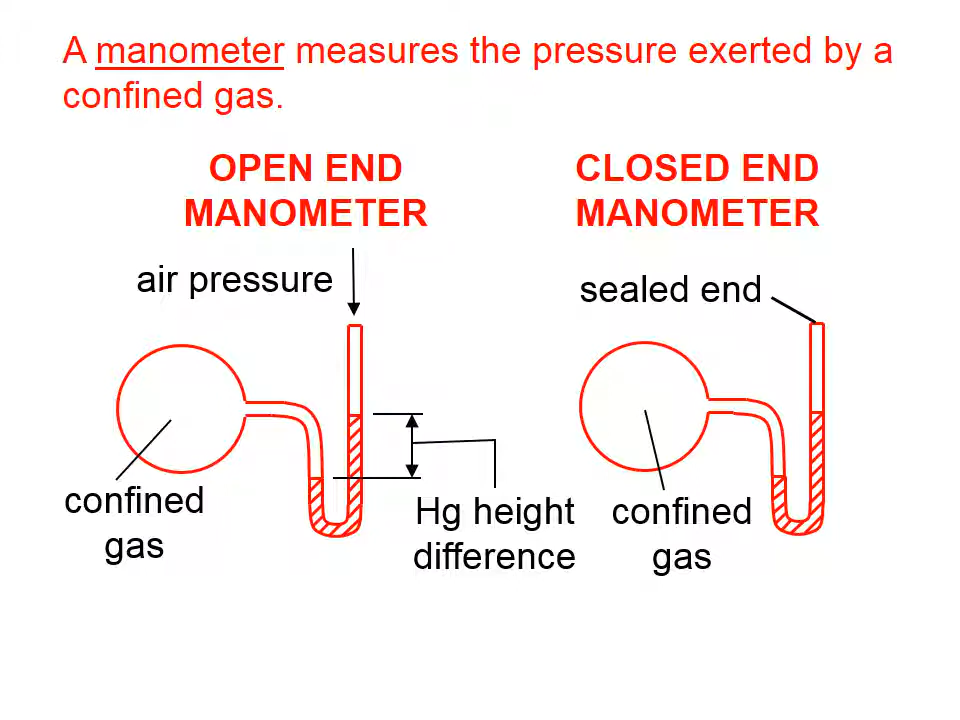 A manometer measures the pressure exerted by a
confined gas.
OPEN END
MANOMETER
air pressure
confined
gas
Hg height
difference
CLOSED END
MANOMETER
sealed end
confined
gas